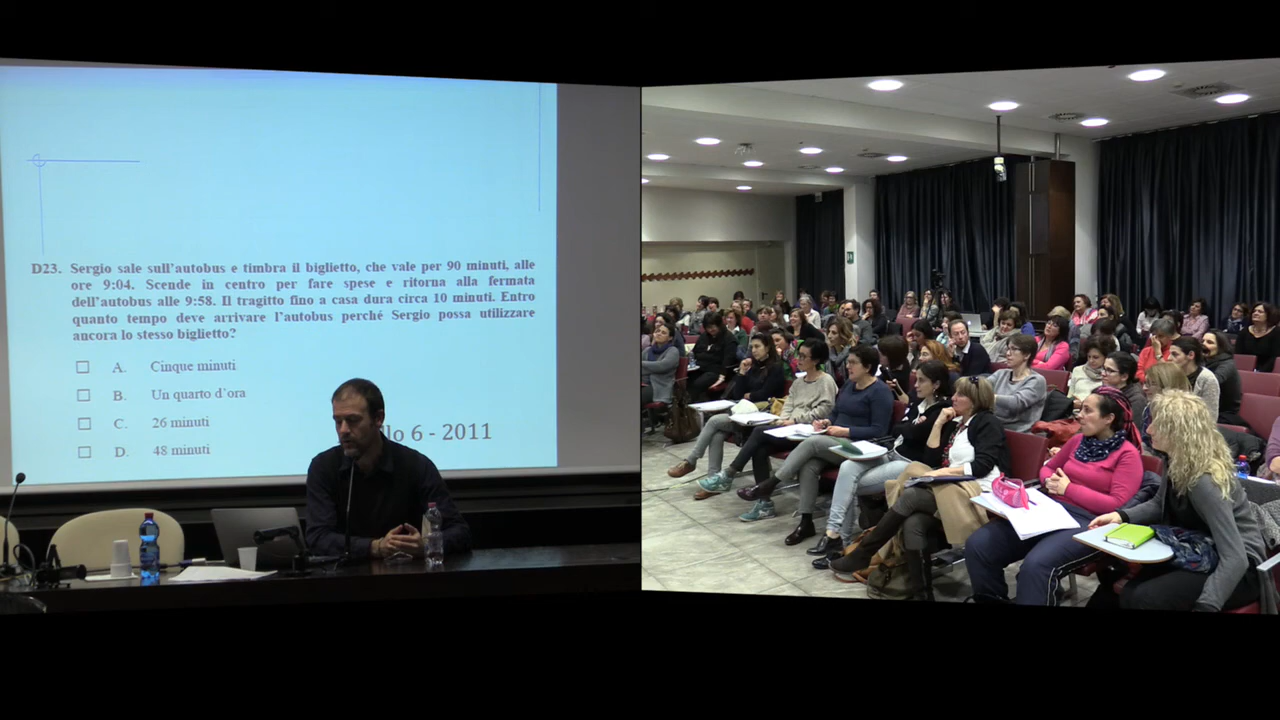 D23. Sergio sale sull'autobus e timbra il biglietto, che vale per 90 minuti, alle
ore 9:04. Scende in centro per fare spese e ritorna alla fermata
dell'autobus alle 9:58. Il tragitto fino a casa dura circa 10 minuti. Entro
quanto tempo deve arrivare l'autobus perché Sergio possa utilizzare
ancora lo stesso biglietto?
A. Cinque minuti
B. Un quarto d'ora
C. 26 minuti
D. 48 minuti
6 - 2011